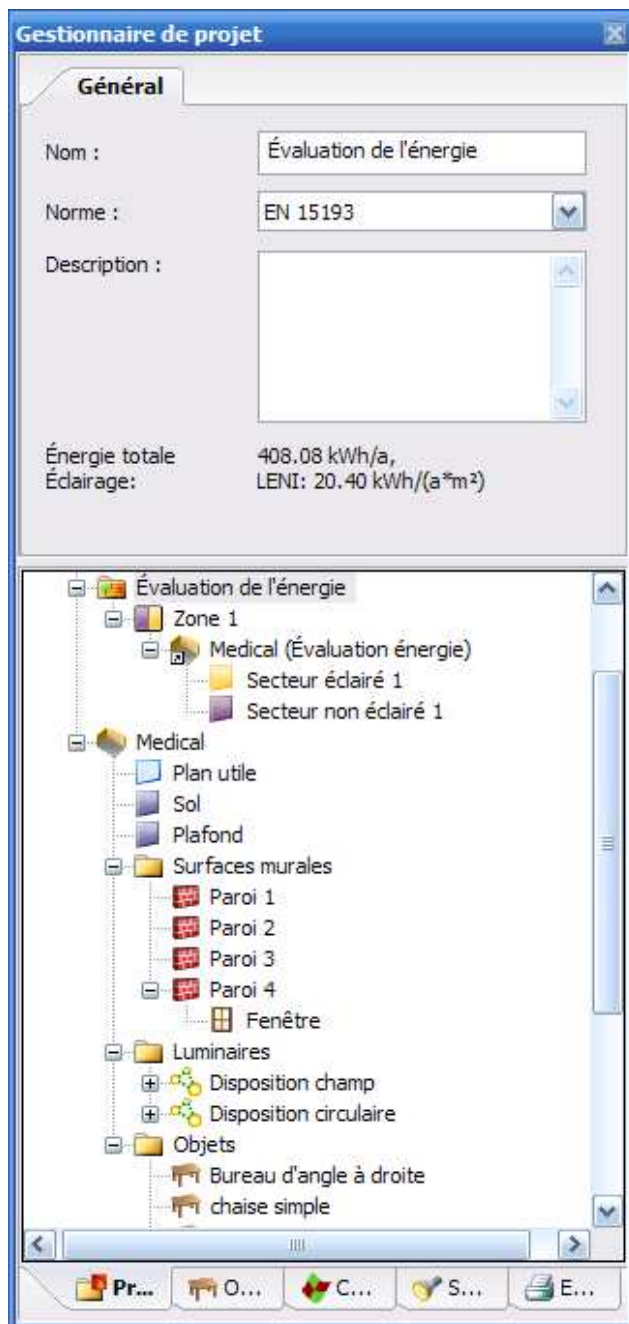 Gestionnaire de projet
Général
Nom :
Évaluation de l'énergie
Norme :
EN 15193
Description :
Énergie totale
Éclairage:
408.08 kWh/a,
LENI: 20.40 kWh/(a*m²)
Évaluation de l'énergie
Zone 1
Medical (Évaluation énergie)
Secteur éclairé 1
Secteur non éclairé 1
Medical
Plan utile
Sol
Plafond
Surfaces murales
Paroi 1
Paroi 2
Paroi 3
Paroi 4
Fenêtre
Luminaires
Disposition champ
Disposition circulaire
Objets
Bureau d'angle à droite
chaise simple
Pr... O... C... S... E...